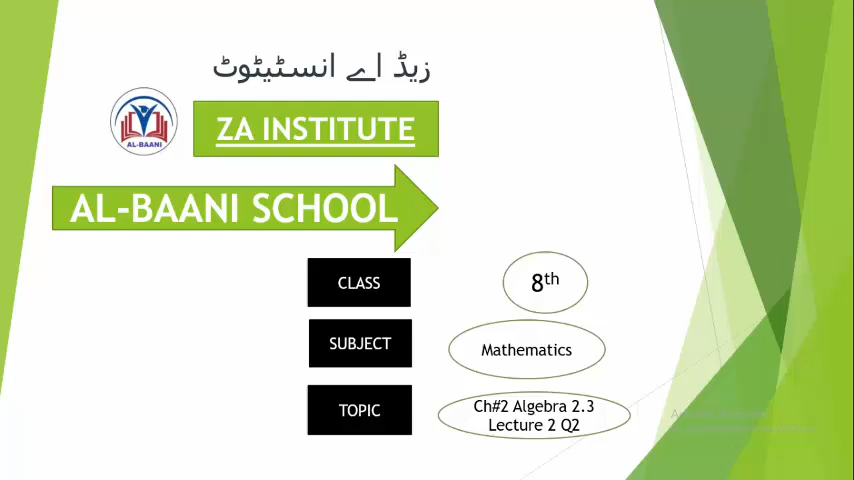 زیڈ اے انسٹیٹوٹ
AL-BAANI
ZA INSTITUTE
AL-BAANI SCHOOL
CLASS
8th
SUBJECT
Mathematics
TOPIC
Ch#2 Algebra 2.3
Lecture 2 Q2